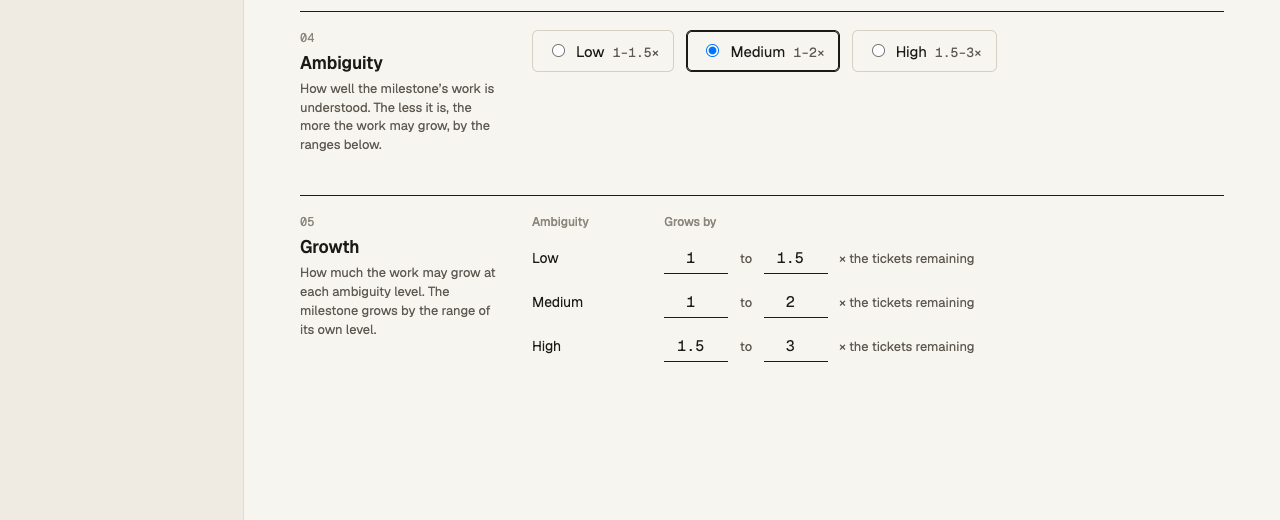 04
Ambiguity
How well the milestone's work is
understood. The less it is, the
more the work may grow, by the
ranges below.
Low 1–1.5×
Medium 1–2×
High 1.5–3×
05
Growth
How much the work may grow at
each ambiguity level. The
milestone grows by the range of
its own level.
Ambiguity Grows by
Low 1 to 1.5 × the tickets remaining
Medium 1 to 2 × the tickets remaining
High 1.5 to 3 × the tickets remaining